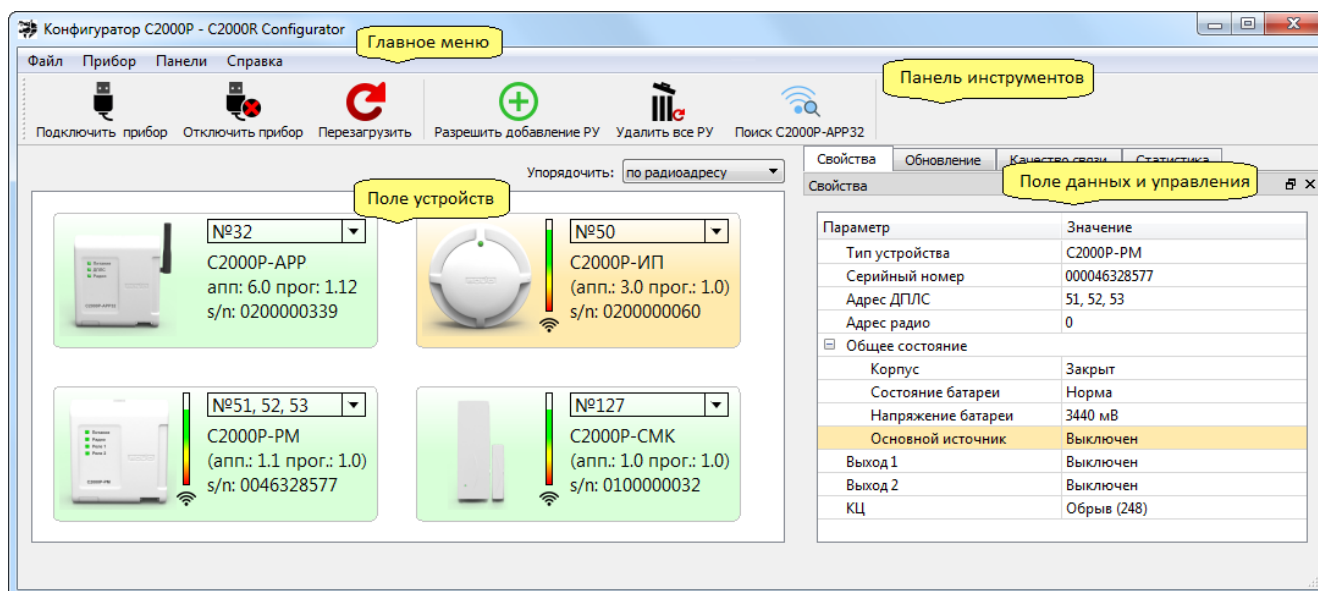 Конфигуратор С2000Р - C2000R Configurator
Главное меню
Файл Прибор Панели Справка
Панель инструментов
Подключить прибор Отключить прибор Перезагрузить Разрешить добавление РУ Удалить все РУ Поиск С2000Р-АРР32
Упорядочить: по радиоадресу
Поле устройств
№32
С2000Р-АРР
апп: 6.0 прог: 1.12
s/n: 0200000339
№50
С2000Р-ИП
(апп.: 3.0 прог.: 1.0)
s/n: 0200000060
№51, 52, 53
С2000Р-РМ
(апп.: 1.1 прог.: 1.0)
s/n: 0046328577
№127
С2000Р-СМК
(апп.: 1.0 прог.: 1.0)
s/n: 0100000032
Свойства Обновление Качество связи Статистика
Свойства
Поле данных и управления
Параметр Значение
Тип устройства С2000Р-РМ
Серийный номер 000046328577
Адрес ДПЛС 51, 52, 53
Адрес радио 0
Общее состояние
Корпус Закрыт
Состояние батареи Норма
Напряжение батареи 3440 мВ
Основной источник Выключен
Выход 1 Выключен
Выход 2 Выключен
КЦ Обрыв (248)